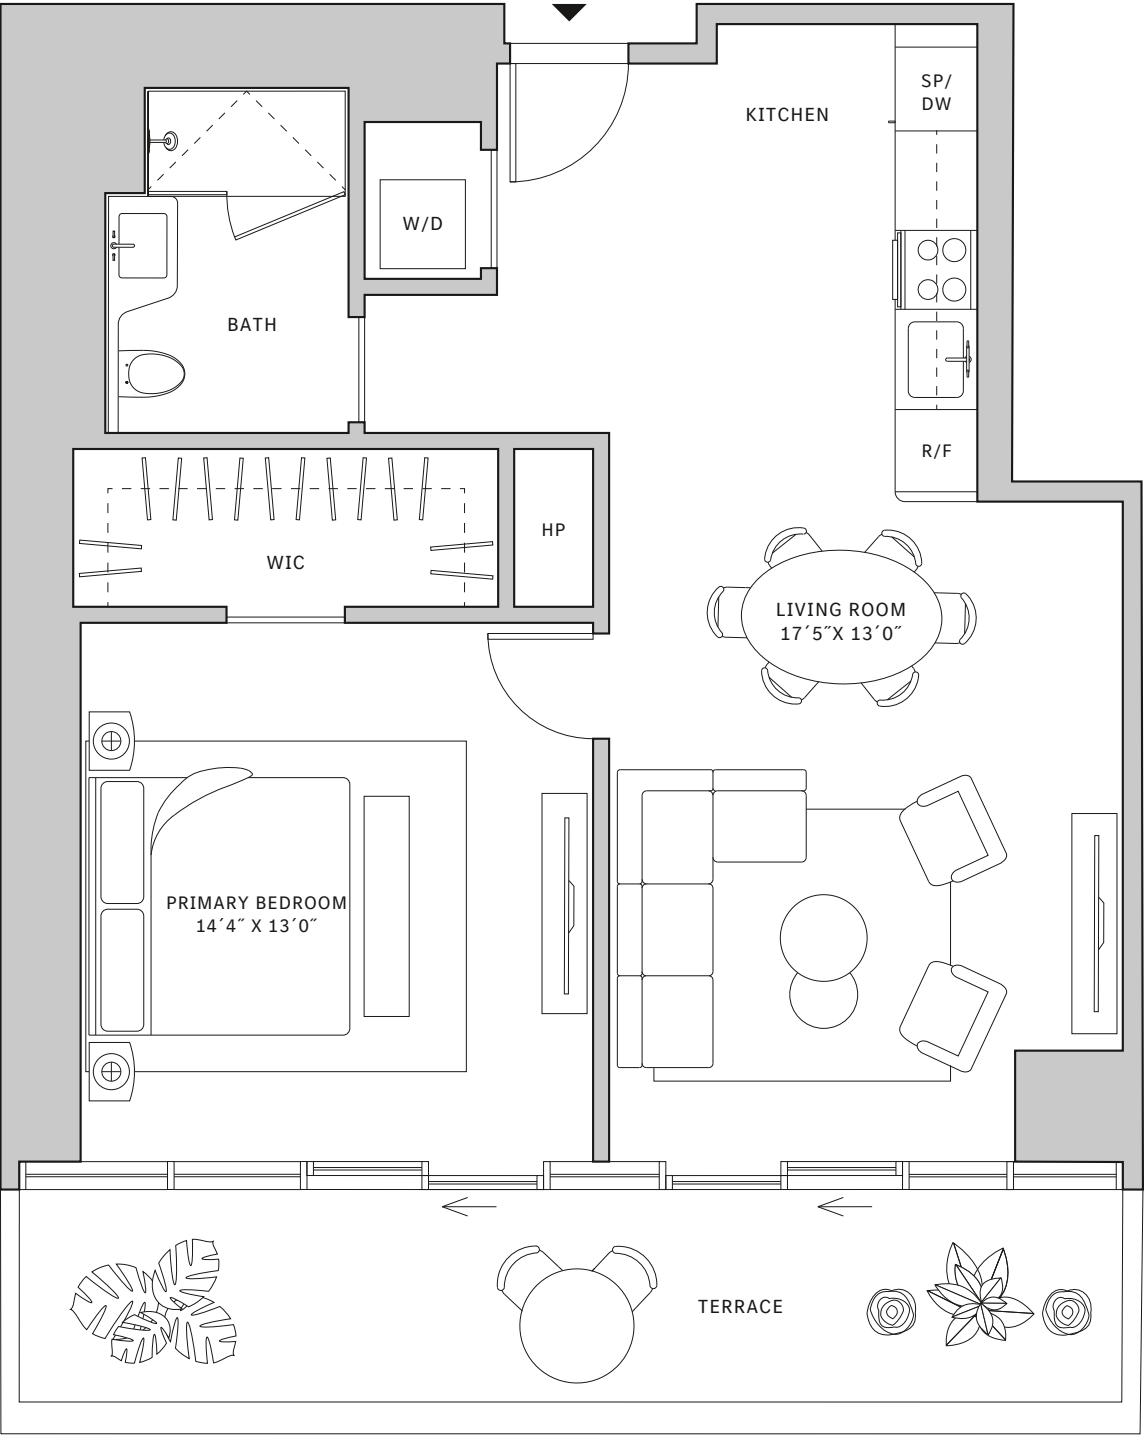 SP/
DW
KITCHEN
W/D
BATH
R/F
HP
WIC
LIVING ROOM
17´5˝X 13´0˝
PRIMARY BEDROOM
14´4˝ X 13´0˝
TERRACE